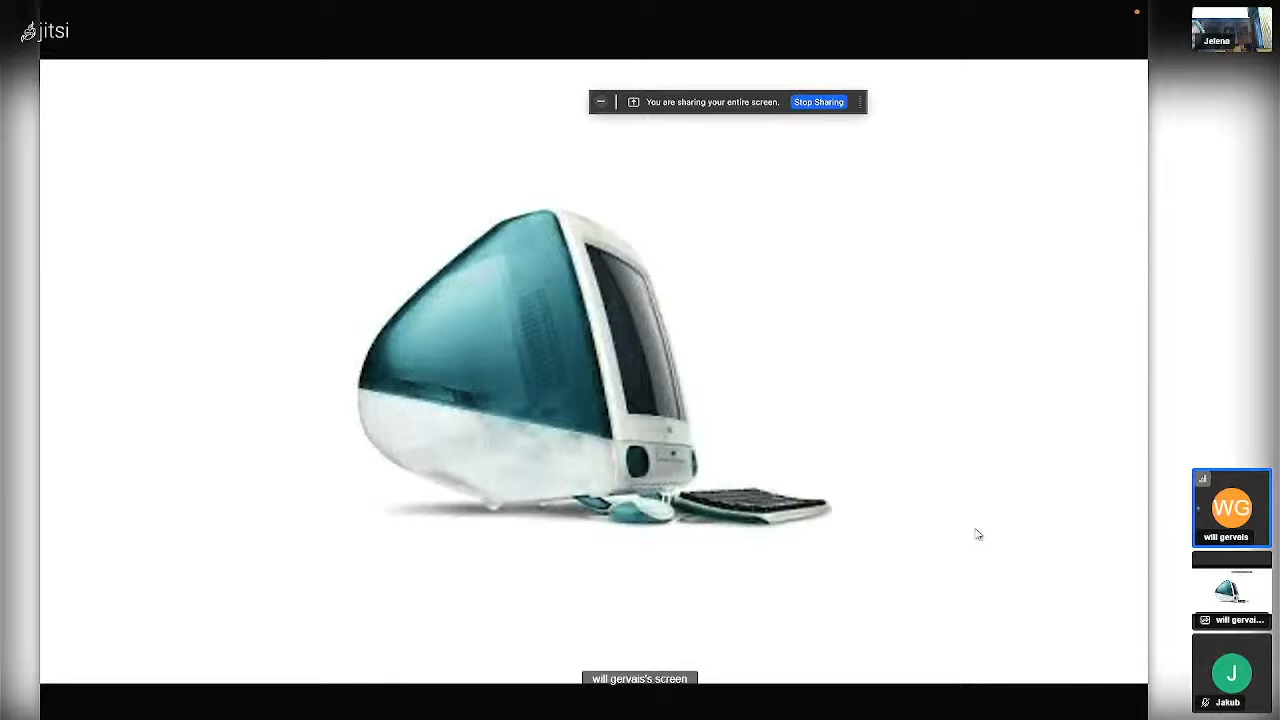 jitsi
Jelena
You are sharing your entire screen.
Stop Sharing
WG
will gervais
will gervai...
J
Jakub
will gervais's screen